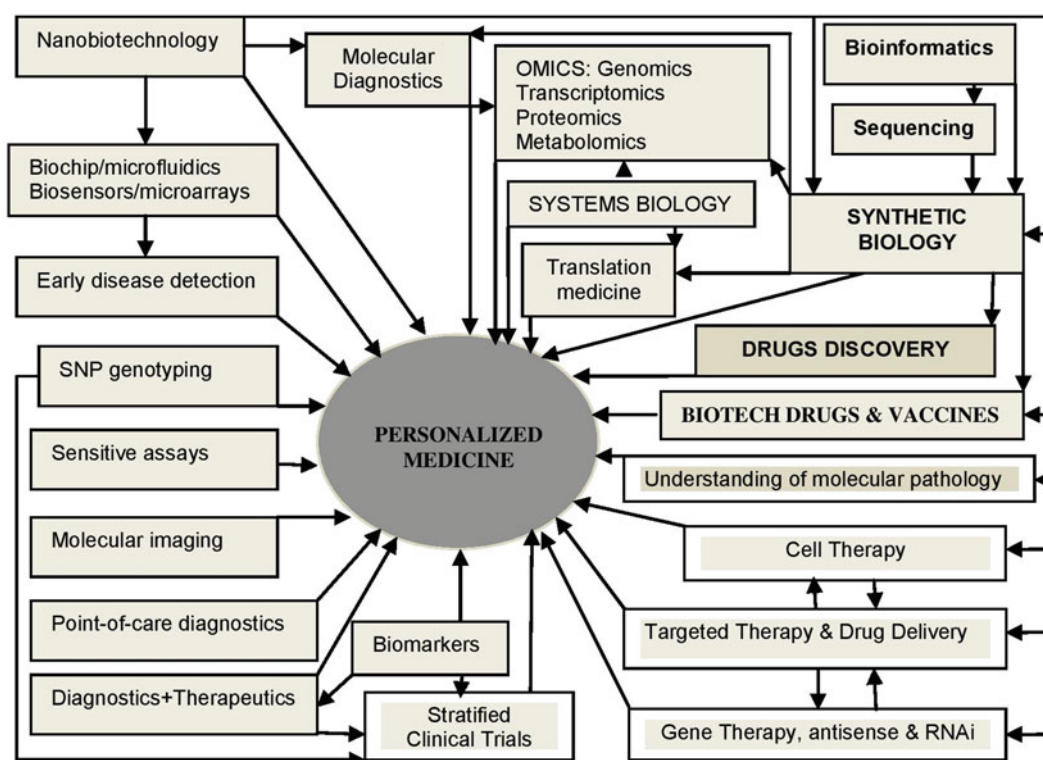 Nanobiotechnology
Molecular
Diagnostics
OMICS: Genomics
Transcriptomics
Proteomics
Metabolomics
Bioinformatics
Sequencing
Biochip/microfluidics
Biosensors/microarrays
SYSTEMS BIOLOGY
SYNTHETIC
BIOLOGY
Early disease detection
Translation
medicine
SNP genotyping
DRUGS DISCOVERY
BIOTECH DRUGS & VACCINES
PERSONALIZED
MEDICINE
Sensitive assays
Understanding of molecular pathology
Molecular imaging
Cell Therapy
Point-of-care diagnostics
Biomarkers
Targeted Therapy & Drug Delivery
Diagnostics+Therapeutics
Stratified
Clinical Trials
Gene Therapy, antisense & RNAi